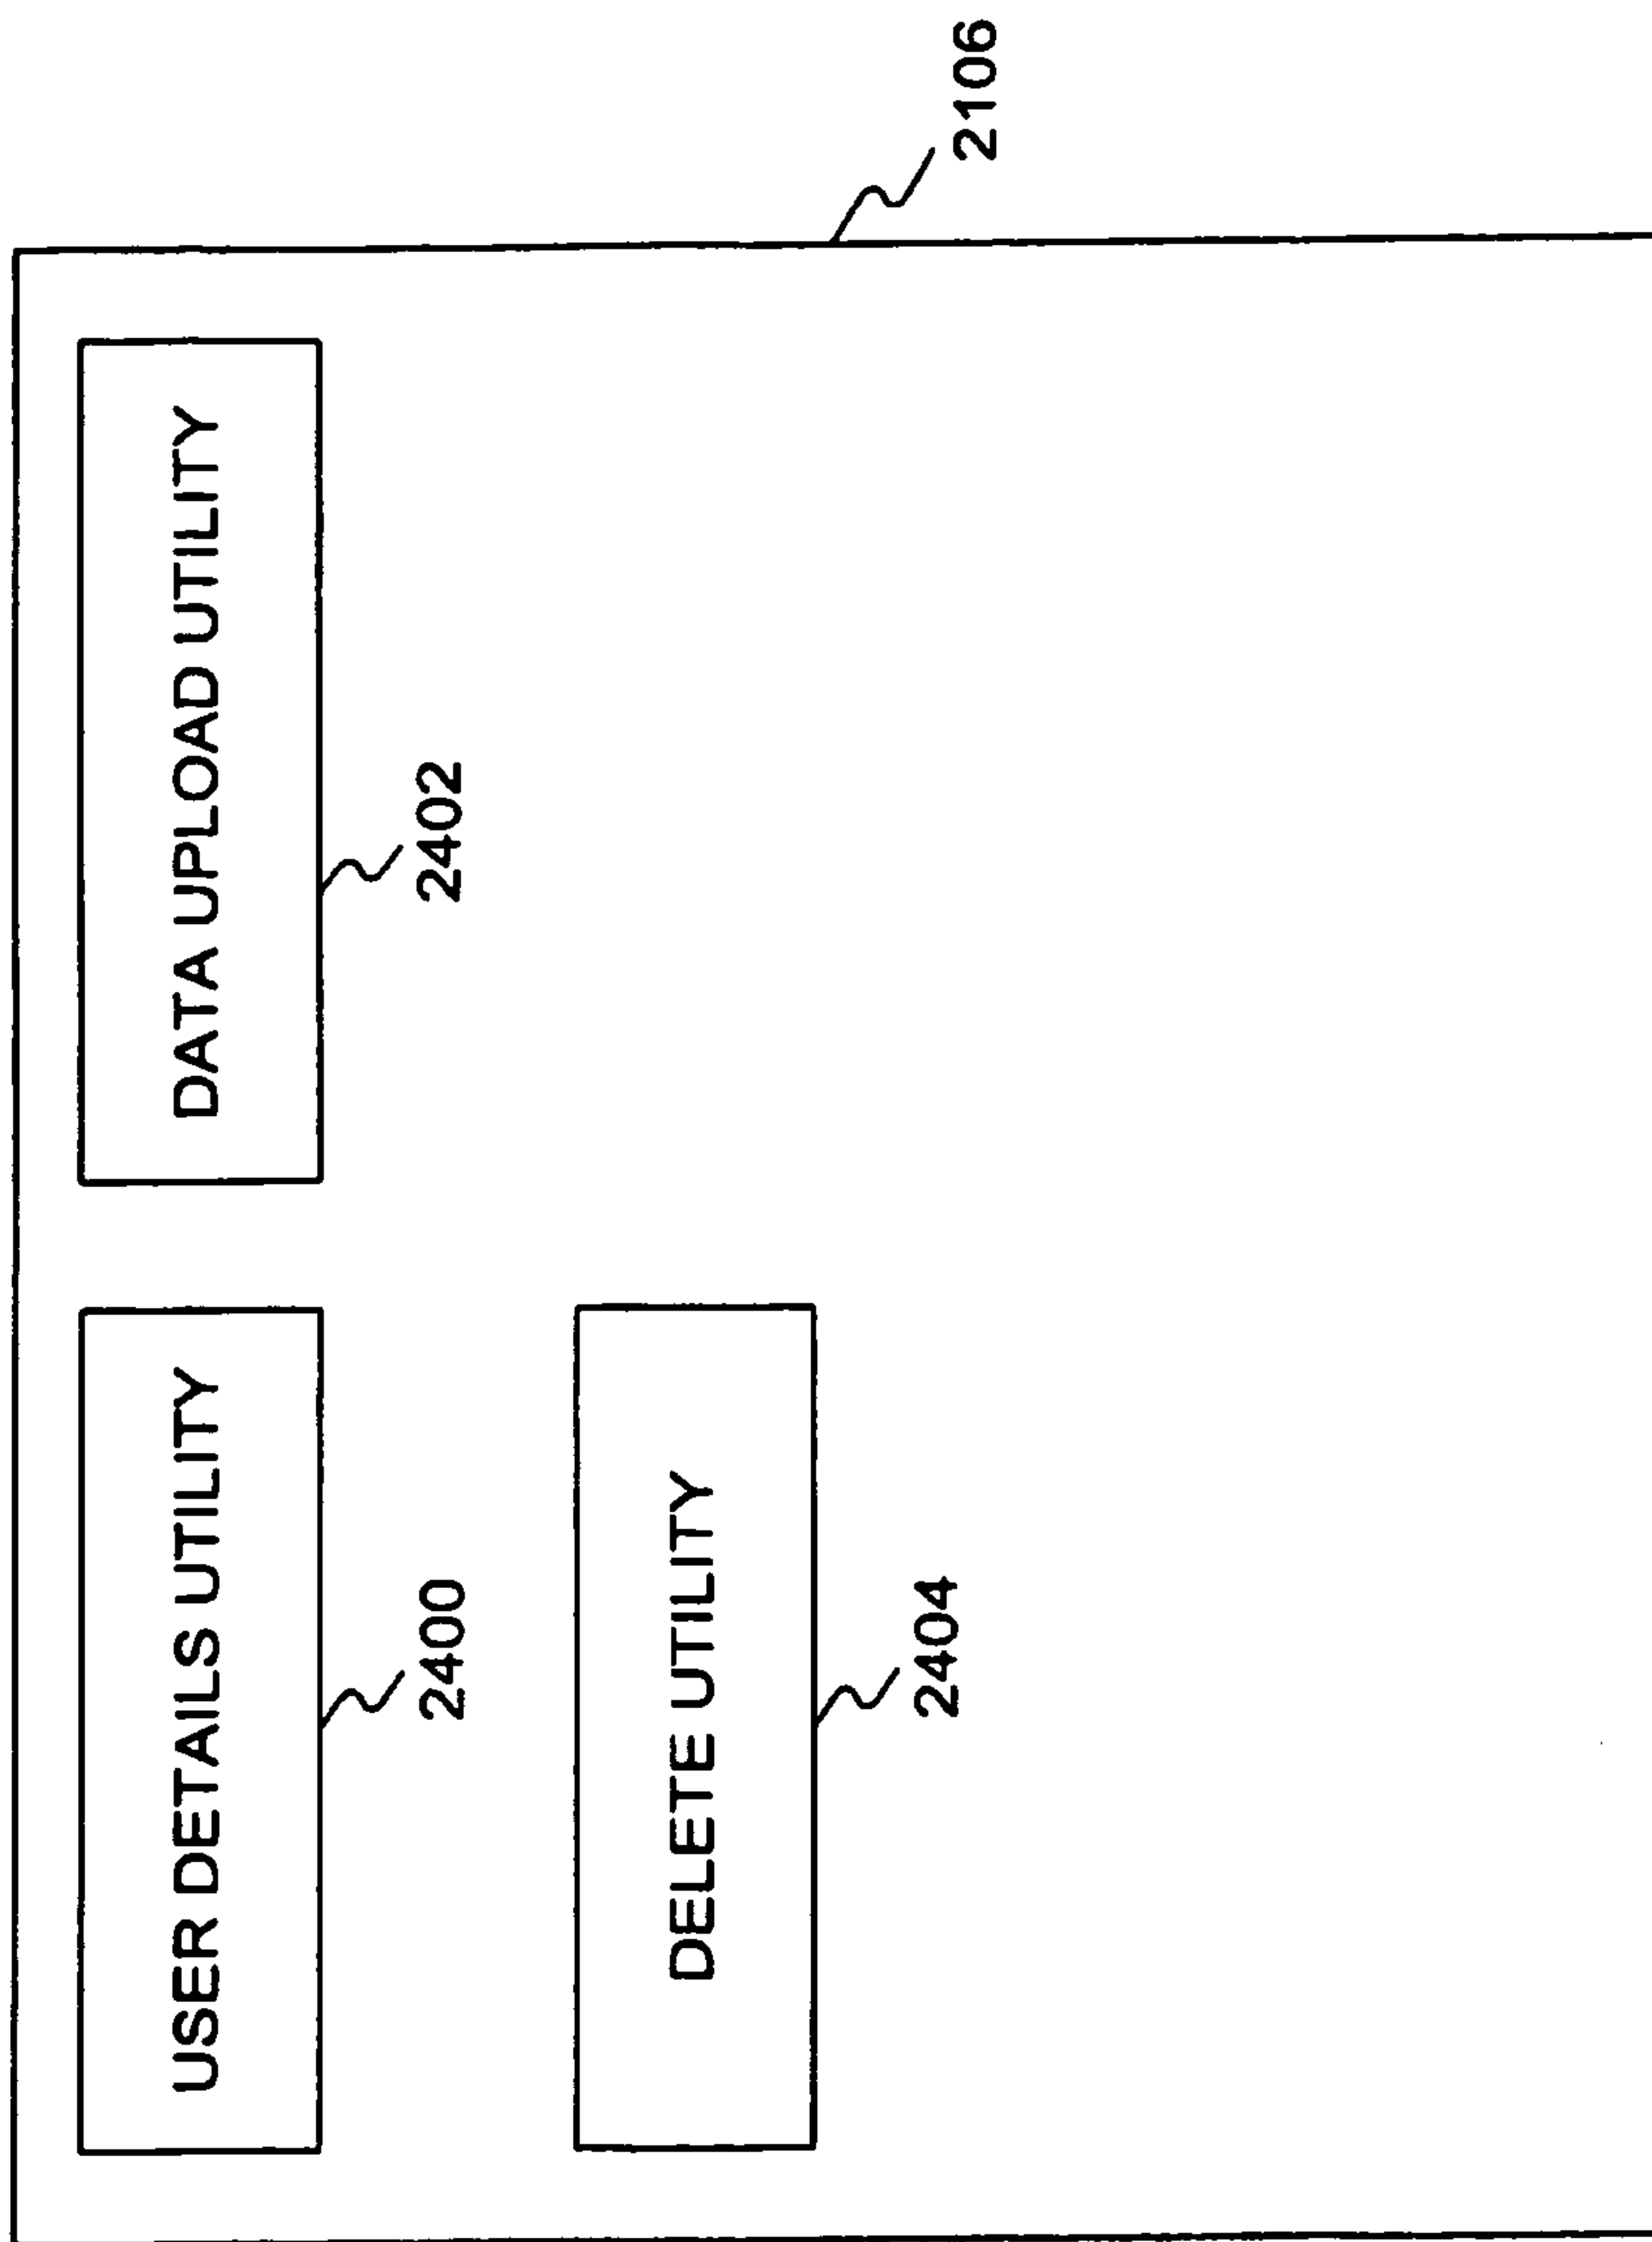 USER DETAILS UTILITY
DATA UPLOAD UTILITY
2400
2402
DELETE UTILITY
2404
2106